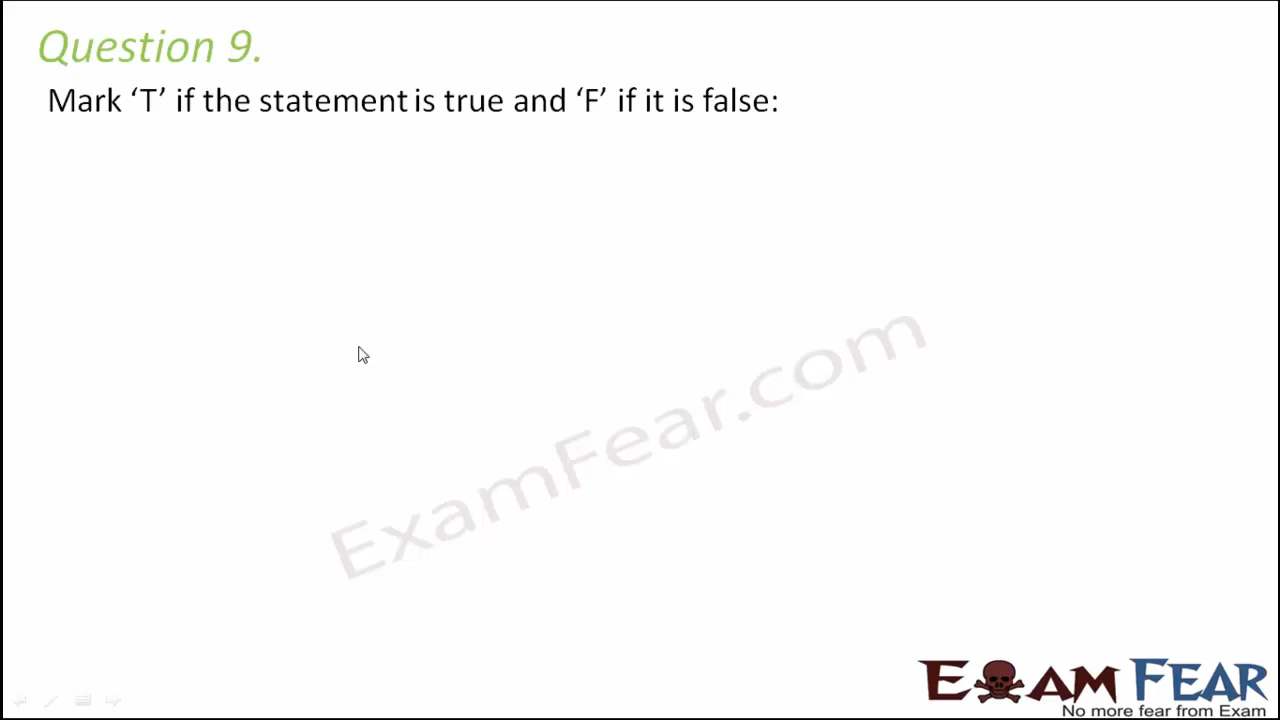 Question 9.
Mark ‘T’ if the statement is true and ‘F’ if it is false:
ExamFear.com
EXAM FEAR
No more fear from Exam